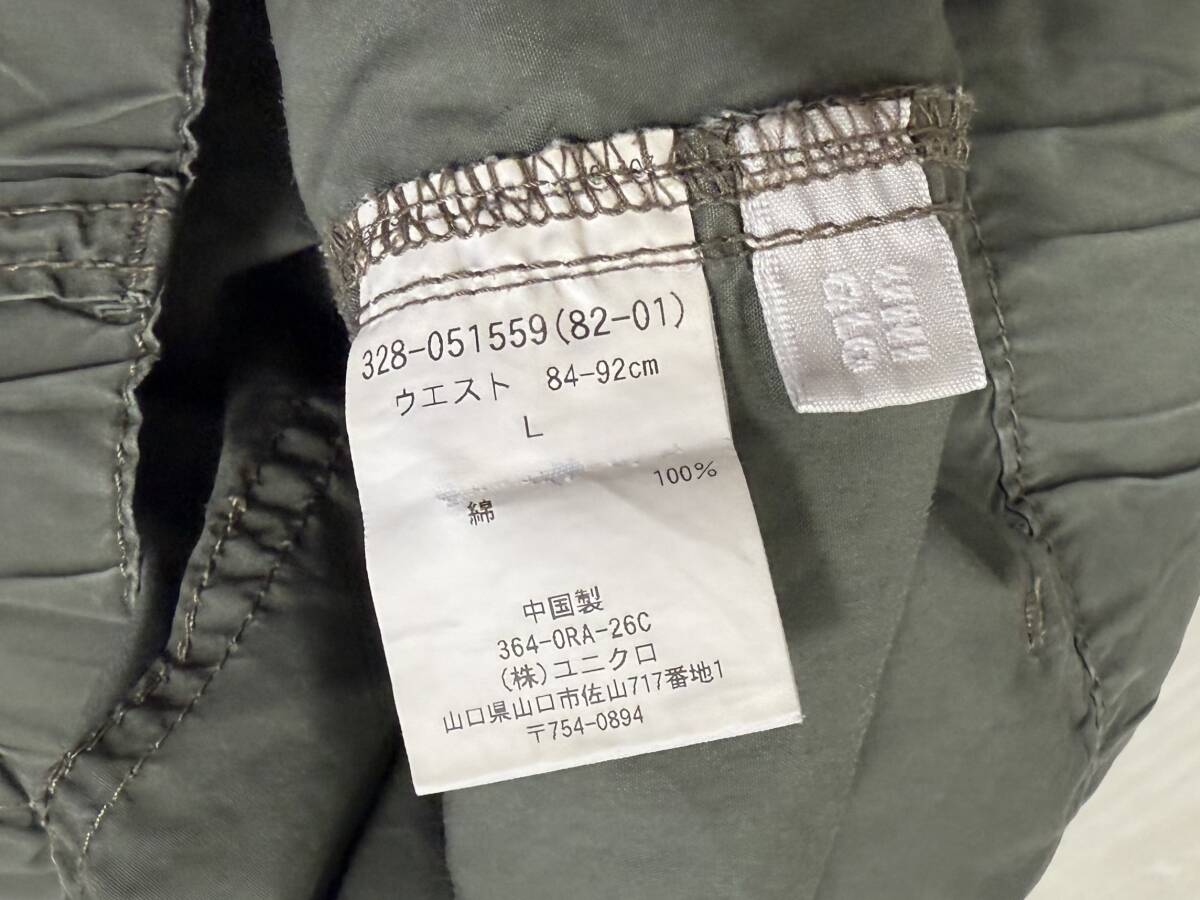 328-051559(82-01)
ウエスト 84-92cm
L
100%
綿
中国製
364-0RA-26C
(株)ユニクロ
山口県山口市佐山717番地1
〒754-0894